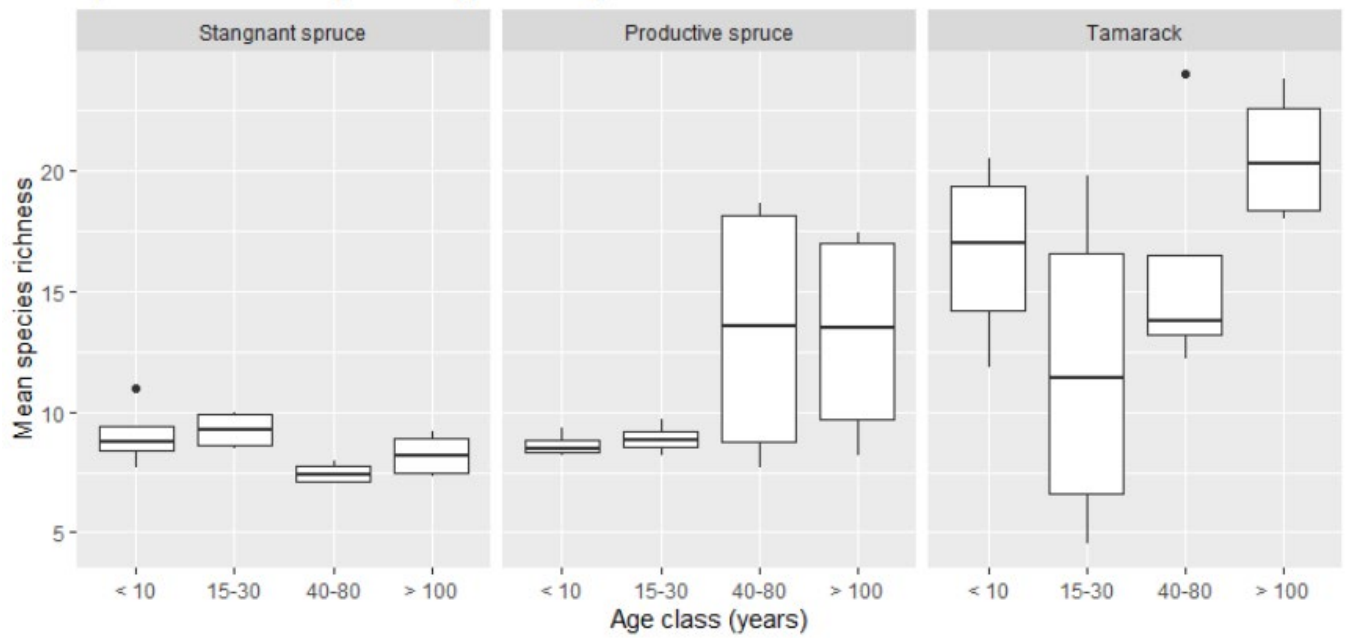 Stangnant spruce
Productive spruce
Tamarack
Mean species richness
20
15
10
5
< 10 15-30 40-80 > 100
< 10 15-30 40-80 > 100
< 10 15-30 40-80 > 100
Age class (years)